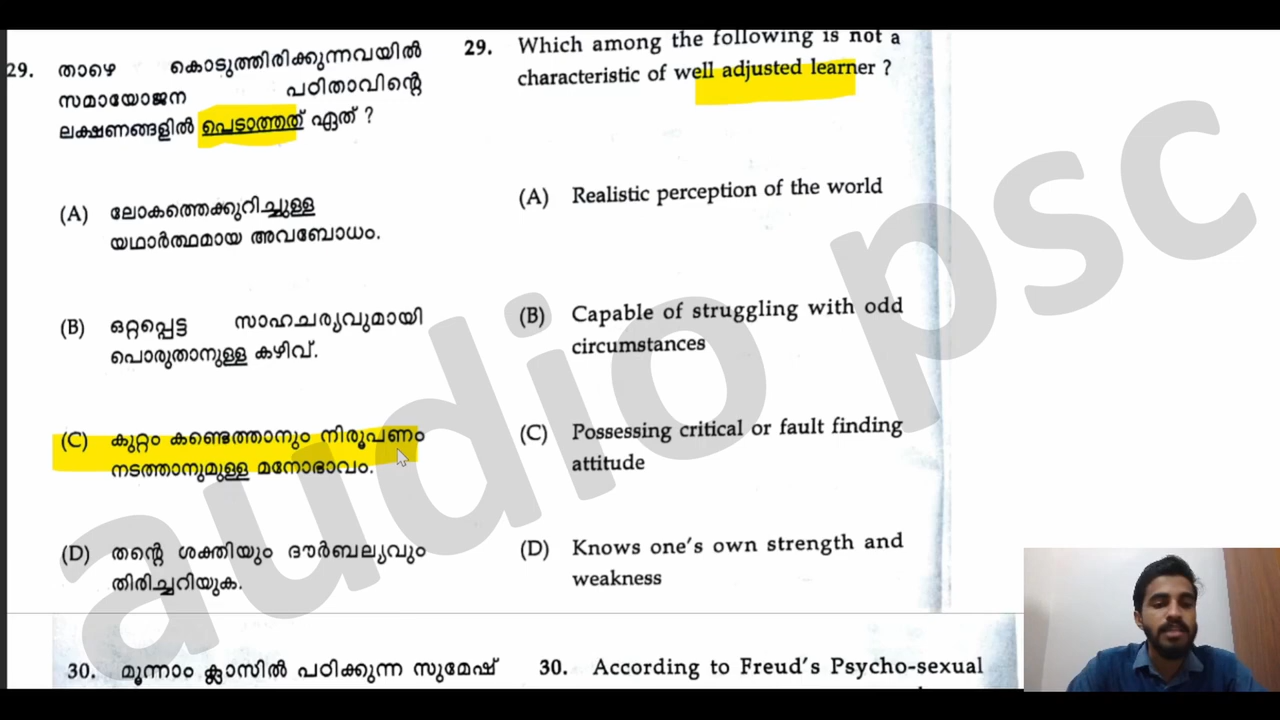 29. താഴെ കൊടുത്തിരിക്കുന്നവയിൽ
സമായോജന പഠിതാവിന്റെ
ലക്ഷണങ്ങളിൽ പെടാത്തത് ഏത് ?
(A) ലോകത്തെക്കുറിച്ചുള്ള
യഥാർത്ഥമായ അവബോധം.
(B) ഒറ്റപ്പെട്ട സാഹചര്യവുമായി
പൊരുതാനുള്ള കഴിവ്.
(C) കുറ്റം കണ്ടെത്താനും നിരൂപണം
നടത്താനുമുള്ള മനോഭാവം.
(D) തന്റെ ശക്തിയും ദൗർബല്യവും
തിരിച്ചറിയുക.
30. മൂന്നാം ക്ലാസിൽ പഠിക്കുന്ന സുമേഷ്
29. Which among the following is not a
characteristic of well adjusted learner ?
(A) Realistic perception of the world
(B) Capable of struggling with odd
circumstances
(C) Possessing critical or fault finding
attitude
(D) Knows one's own strength and
weakness
30. According to Freud's Psycho-sexual
audio psc